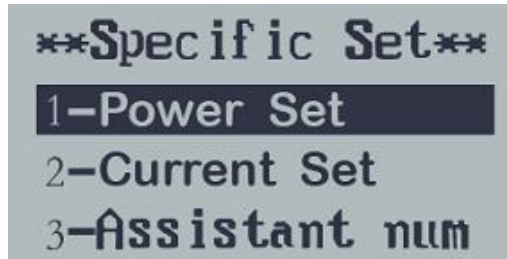 **Specific Set**
1-Power Set
2-Current Set
3-Assistant num